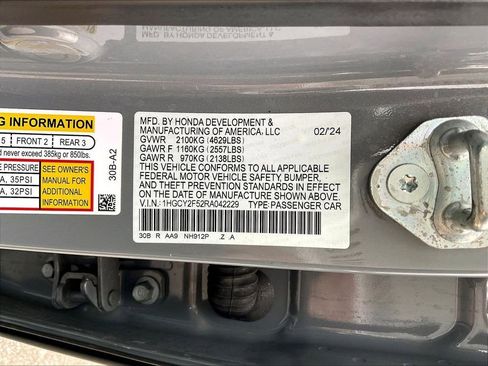 G INFORMATION
5 FRONT 2 REAR 3
d never exceed 385kg or 850lbs.
E PRESSURE
A, 35PSI
A, 32PSI
SEE OWNER'S
MANUAL FOR
ADDITIONAL
INFORMATION
30B-A2
MFD. BY HONDA DEVELOPMENT &
MANUFACTURING OF AMERICA, LLC 02/24
GVWR 2100KG (4629LBS)
GAWR F 1160KG (2557LBS)
GAWR R 970KG (2138LBS)
THIS VEHICLE CONFORMS TO ALL APPLICABLE
FEDERAL MOTOR VEHICLE SAFETY, BUMPER,
AND THEFT PREVENTION STANDARDS IN EFFECT
ON THE DATE OF MANUFACTURE SHOWN ABOVE.
V.I.N.: 1HGCY2F52RA042229 TYPE:PASSENGER CAR
30B R AA9 NH912P Z A